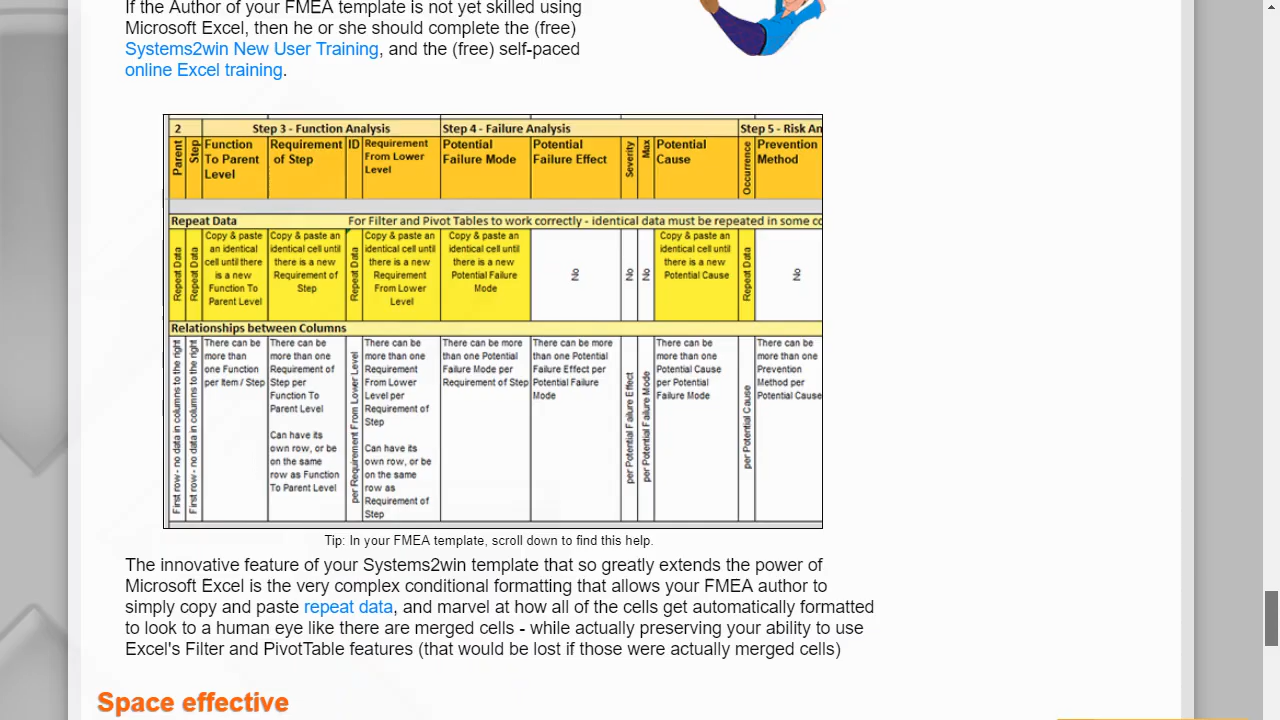 If the Author of your FMEA template is not yet skilled using
Microsoft Excel, then he or she should complete the (free)
Systems2win New User Training, and the (free) self-paced
online Excel training.
2
Step 3 - Function Analysis
Step 4 - Failure Analysis
Step 5 - Risk An
Parent
Step
Function
To Parent
Level
Requirement
of Step
ID
Requirement
From Lower
Level
Potential
Failure Mode
Potential
Failure Effect
Severity
Max
Potential
Cause
Occurrence
Prevention
Method
Repeat Data
For Filter and Pivot Tables to work correctly - identical data must be repeated in some co
Repeat Data
Repeat Data
Copy & paste
an identical
cell until there
is a new
Function To
Parent Level
Copy & paste an
identical cell until
there is a new
Requirement of
Step
Repeat Data
Copy & paste an
identical cell until
there is a new
Requirement
From Lower
Level
Copy & paste an
identical cell until
there is a new
Potential Failure
Mode
No
No
No
Copy & paste an
identical cell until
there is a new
Potential Cause
Repeat Data
No
Relationships between Columns
First row - no data in columns to the right
First row - no data in columns to the right
There can be
more than
one Function
per Item / Step
There can be
more than one
Requirement of
Step per
Function To
Parent Level
Can have its
own row, or be
on the same
row as Function
To Parent Level
per Requirement From Lower Level
There can be
more than one
Requirement
From Lower
Level per
Requirement of
Step
Can have its
own row, or be
on the same
row as
Requirement of
Step
There can be more
than one Potential
Failure Mode per
Requirement of Step
There can be more
than one Potential
Failure Effect per
Potential Failure
Mode
per Potential Failure Effect
per Potential Failure Mode
There can be
more than one
Potential Cause
per Potential
Failure Mode
per Potential Cause
There can be
more than one
Prevention
Method per
Potential Cause
Tip: In your FMEA template, scroll down to find this help.
The innovative feature of your Systems2win template that so greatly extends the power of
Microsoft Excel is the very complex conditional formatting that allows your FMEA author to
simply copy and paste repeat data, and marvel at how all of the cells get automatically formatted
to look to a human eye like there are merged cells - while actually preserving your ability to use
Excel's Filter and PivotTable features (that would be lost if those were actually merged cells)
Space effective